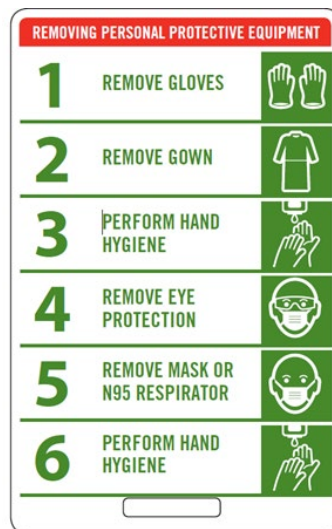 REMOVING PERSONAL PROTECTIVE EQUIPMENT
1 REMOVE GLOVES
2 REMOVE GOWN
3 PERFORM HAND
HYGIENE
4 REMOVE EYE
PROTECTION
5 REMOVE MASK OR
N95 RESPIRATOR
6 PERFORM HAND
HYGIENE